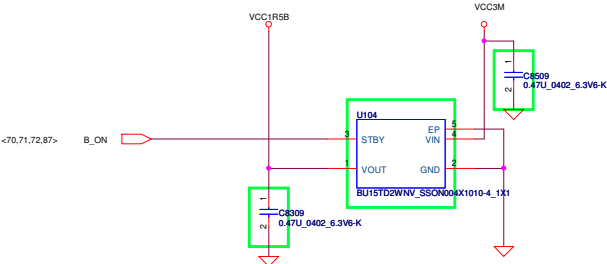 VCC3M
VCC1R5B
1
2
C8509
0.47U_0402_6.3V6-K
U104
<70,71,72,87>
B_ON
3
STBY
EP
5
VIN
4
1
VOUT
GND
2
BU15TD2WNV_SSON004X1010-4_1X1
1
2
C8309
0.47U_0402_6.3V6-K